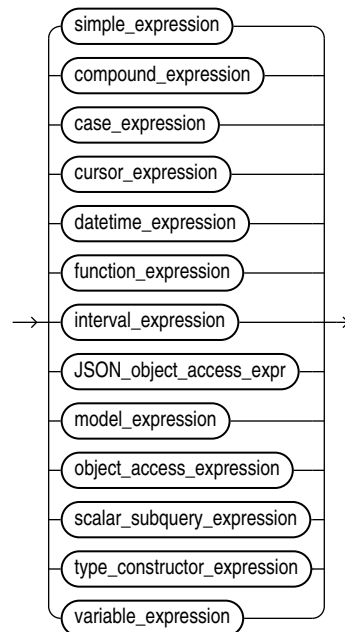 simple_expression
compound_expression
case_expression
cursor_expression
datetime_expression
function_expression
interval_expression
JSON_object_access_expr
model_expression
object_access_expression
scalar_subquery_expression
type_constructor_expression
variable_expression